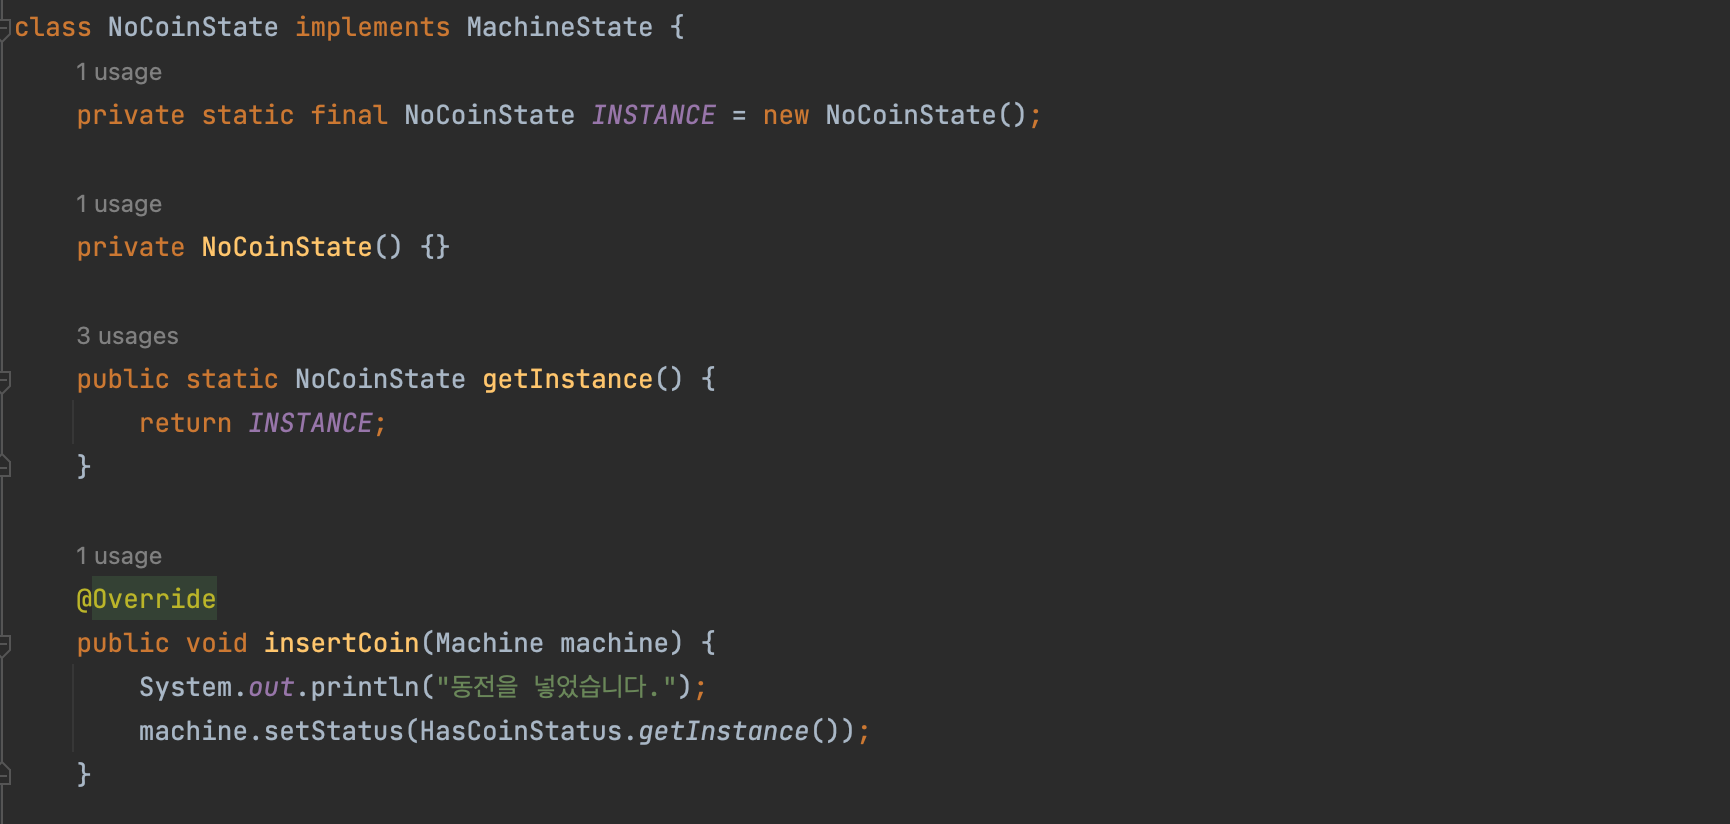 class NoCoinState implements MachineState {
1 usage
private static final NoCoinState INSTANCE = new NoCoinState();
1 usage
private NoCoinState() {}
3 usages
public static NoCoinState getInstance() {
return INSTANCE;
}
1 usage
@Override
public void insertCoin(Machine machine) {
System.out.println("동전을 넣었습니다.");
machine.setStatus(HasCoinStatus.getInstance());
}